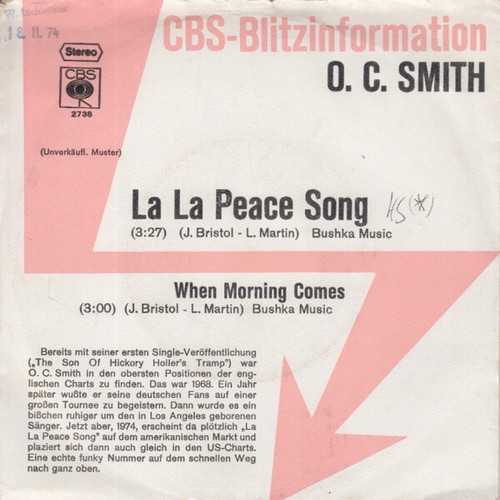 18.11.74
CBS-Blitzinformation
Stereo
O. C. SMITH
CBS
2736
(Unverkäufl. Muster)
La La Peace Song
(3:27) (J. Bristol - L. Martin) Bushka Music
When Morning Comes
(3:00) (J. Bristol - L. Martin) Bushka Music
Bereits mit seiner ersten Single-Veröffentlichung
(„The Son Of Hickory Holler's Tramp") war
O. C. Smith in den obersten Positionen der eng-
lischen Charts zu finden. Das war 1968. Ein Jahr
später wußte er seine deutschen Fans auf einer
großen Tournee zu begeistern. Dann wurde es ein
bißchen ruhiger um den in Los Angeles geborenen
Sänger. Jetzt aber, 1974, erscheint da plötzlich „La
La Peace Song" auf dem amerikanischen Markt und
plaziert sich dann auch gleich in den US-Charts.
Eine echte funky Nummer auf dem schnellen Weg
nach ganz oben.